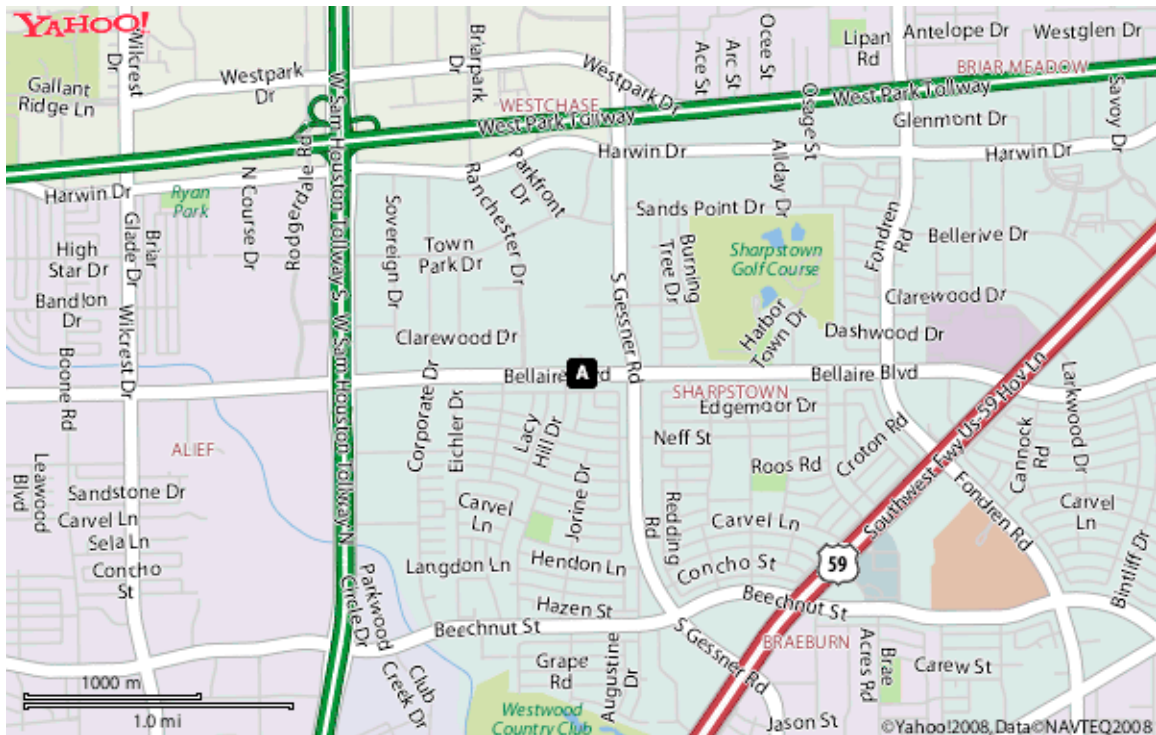 YAHOO!
Wilcrest
Dr
Gallant
Ridge Ln
Westpark
Dr
Briarpark
Dr
Westpark Dr
WESTCHASE
West Park Tollway
Ace St
Arc St
Ocee St
Osage St
Lipan
Rd
Antelope Dr
Westglen Dr
BRIAR MEADOW
West Park Tollway
Savoy Dr
Glenmont Dr
Harwin Dr
Harwin Dr
Harwin Dr
Ryan
Park
N Course Dr
Rodgerdale Rd
W Sam Houston Tollway S
W Sam Houston Tollway N
Sovereign Dr
Ranchester Dr
Parkfront
Dr
Town
Park Dr
Allday Dr
Sands Point Dr
Burning
Tree Dr
Sharpstown
Golf Course
Fondren
Rd
Bellerive Dr
High
Star Dr
Briar
Glade Dr
Bandlon
Dr
Wilcrest Dr
Boone Rd
Clarewood Dr
S Gessner Rd
Harbor
Town Dr
Clarewood Dr
Dashwood Dr
Bellaire Blvd
A
Bellaire Blvd
SHARPSTOWN
Edgemoor Dr
Southwest Fwy Us-59 Hov Ln
Larkwood Dr
Cannock
Rd
Corporate Dr
Eichler Dr
Lacy
Hill Dr
Neff St
Croton Rd
Roos Rd
ALIEF
Leawood
Blvd
Sandstone Dr
Carvel Ln
Sela Ln
Concho
St
Carvel
Ln
Jorine Dr
Redding
Rd
Carvel Ln
Fondren Rd
Carvel
Ln
Langdon Ln
Hendon Ln
Concho St
59
Bintliff Dr
Parkwood
Circle Dr
Hazen St
Beechnut St
Beechnut St
S Gessner Rd
BRAEBURN
Club
Creek Dr
Grape
Rd
Augustine
Dr
Brae
Acres Rd
Carew St
Westwood
Country Club
Jason St
1000 m
1.0 mi
©Yahoo!2008, Data©NAVTEQ2008